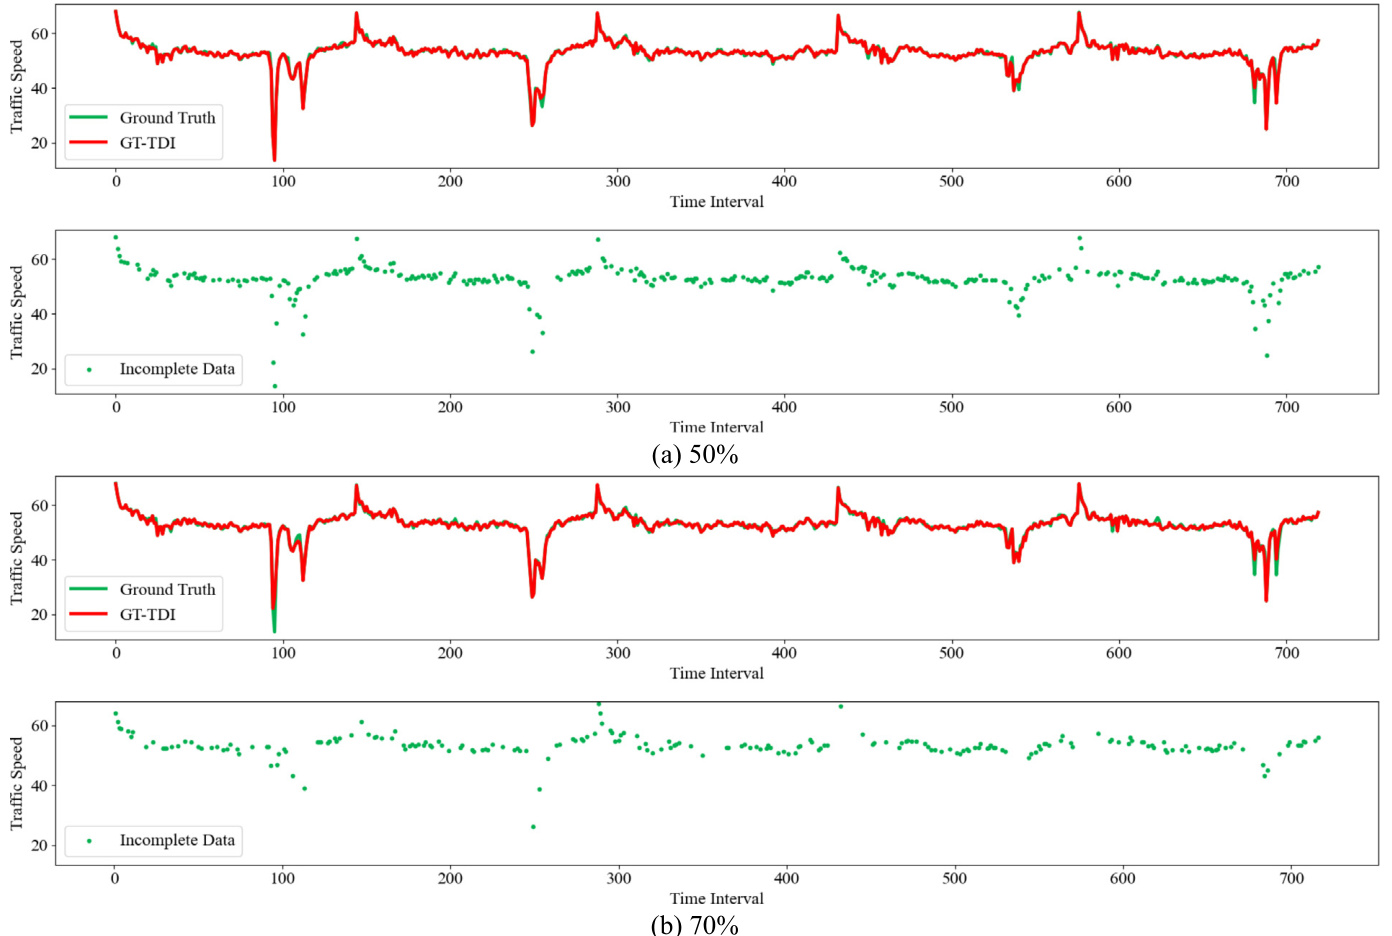 Traffic Speed
60
40
20
Ground Truth
GT-TDI
0 100 200 300 400 500 600 700
Time Interval
Traffic Speed
60
40
20
Incomplete Data
0 100 200 300 400 500 600 700
Time Interval
(a) 50%
Traffic Speed
60
40
20
Ground Truth
GT-TDI
0 100 200 300 400 500 600 700
Time Interval
Traffic Speed
60
40
20
Incomplete Data
0 100 200 300 400 500 600 700
Time Interval
(b) 70%